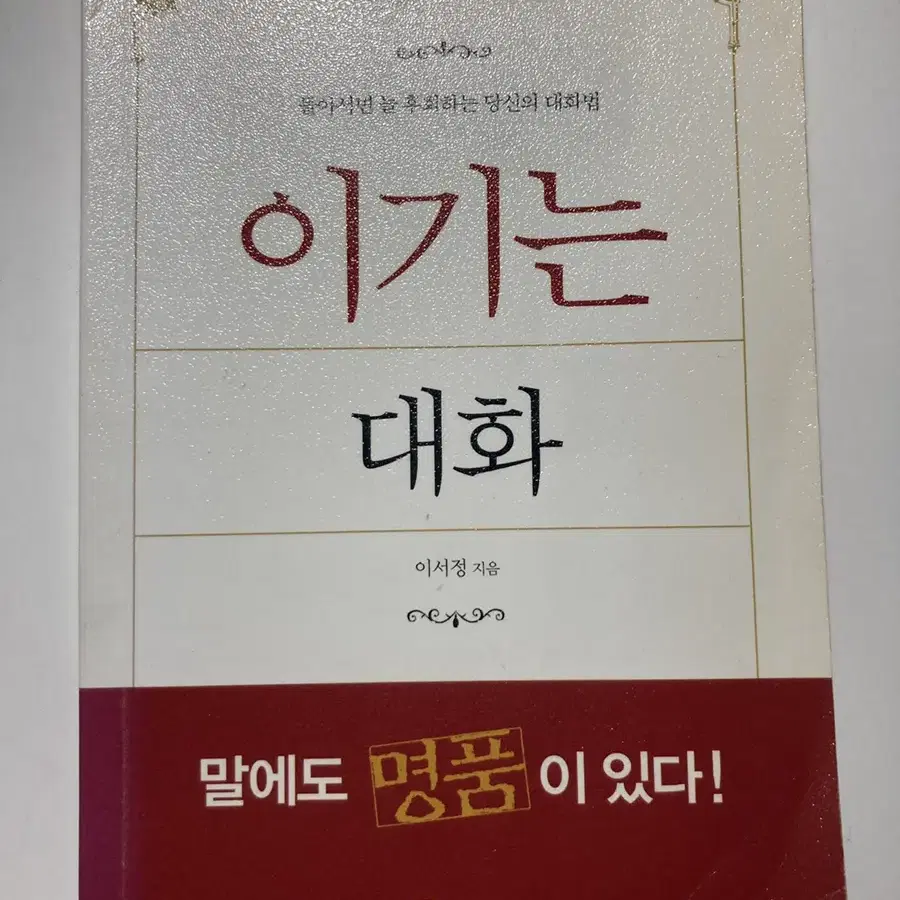 돌아서면 늘 후회하는 당신의 대화법
이기는
대화
이서정 지음
말에도 명품이 있다!